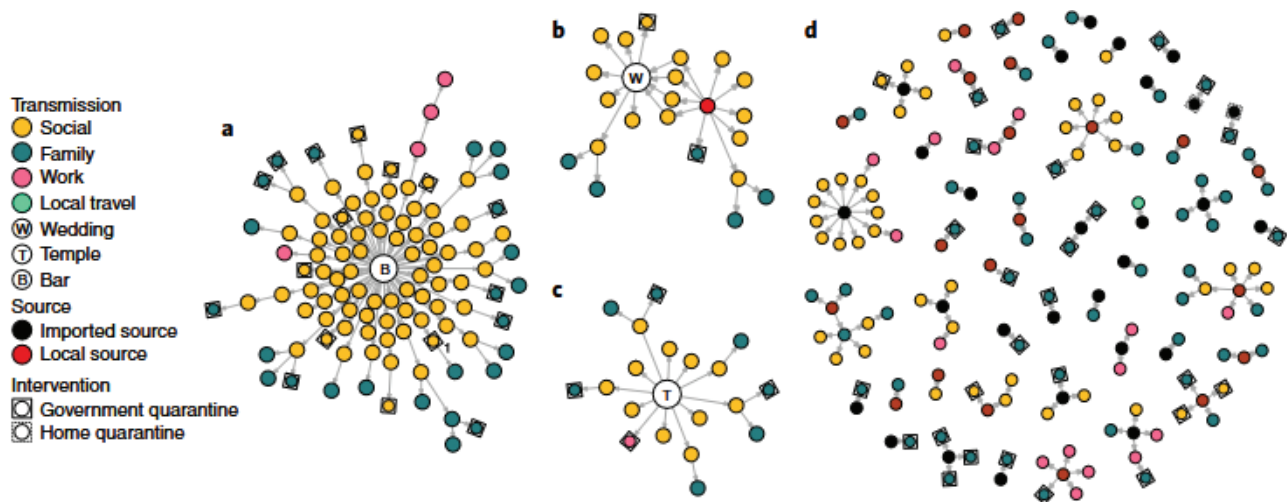 Transmission
Social
Family
Work
Local travel
W Wedding
T Temple
B Bar
Source
Imported source
Local source
Intervention
Government quarantine
Home quarantine
a
B
1
b
W
c
T
d